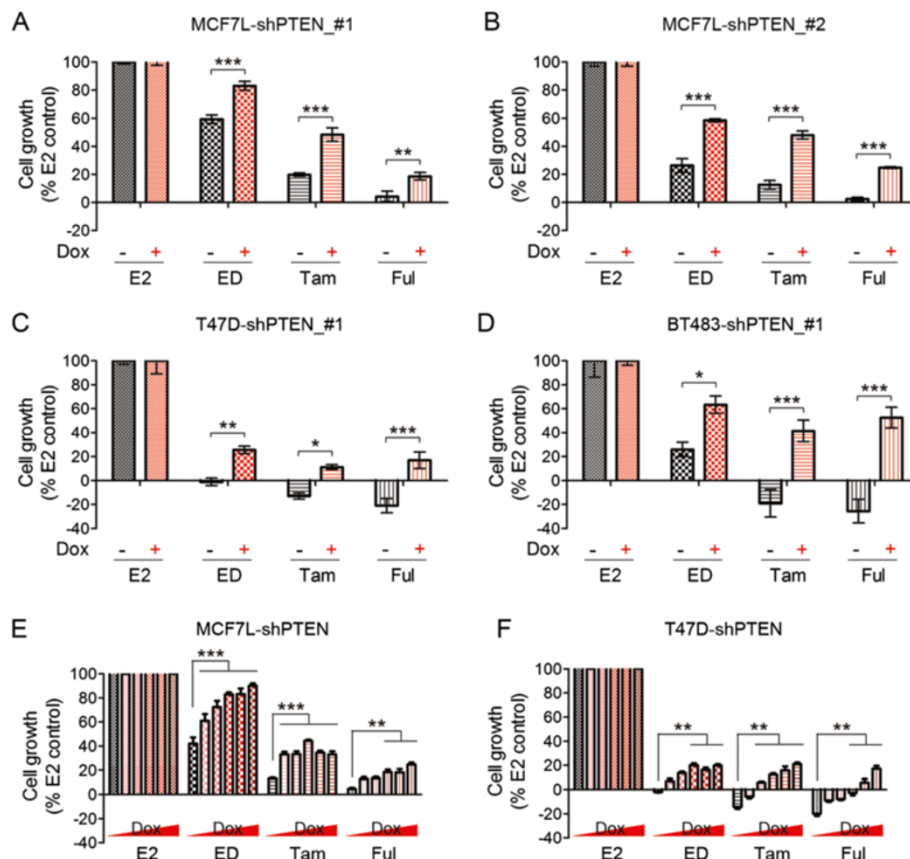 A MCF7L-shPTEN_#1
Cell growth
(% E2 control)
100
80
60
40
20
0
-20
*** *** **
Dox - + - + - + - +
E2 ED Tam Ful
B MCF7L-shPTEN_#2
Cell growth
(% E2 control)
100
80
60
40
20
0
-20
*** *** ***
Dox - + - + - + - +
E2 ED Tam Ful
C T47D-shPTEN_#1
Cell growth
(% E2 control)
100
80
60
40
20
0
-20
-40
** * ***
Dox - + - + - + - +
E2 ED Tam Ful
D BT483-shPTEN_#1
Cell growth
(% E2 control)
100
80
60
40
20
0
-20
-40
* *** ***
Dox - + - + - + - +
E2 ED Tam Ful
E MCF7L-shPTEN
Cell growth
(% E2 control)
100
80
60
40
20
0
-20
-40
*** *** **
Dox Dox Dox Dox
E2 ED Tam Ful
F T47D-shPTEN
Cell growth
(% E2 control)
100
80
60
40
20
0
-20
-40
** ** **
Dox Dox Dox Dox
E2 ED Tam Ful